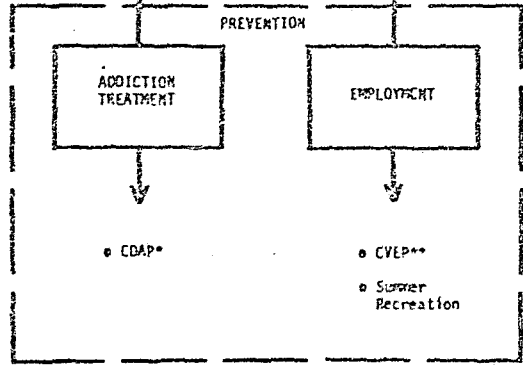 PREVENTION
ADDICTION
TREATMENT
EMPLOYMENT
• CDAP*
• CVEP**
• Summer
Recreation